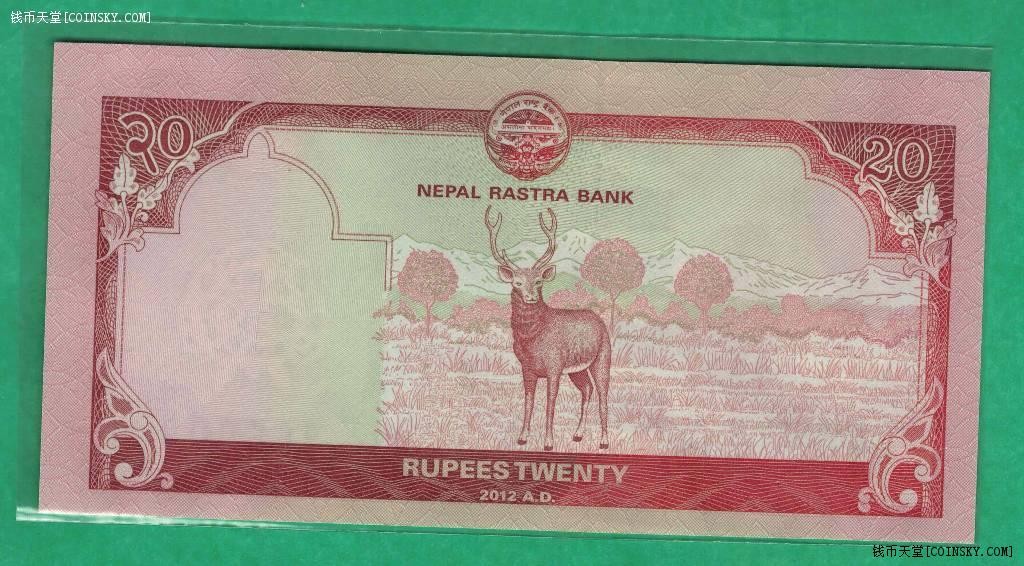 钱币天堂[COINSKY.COM]
नेपाल राष्ट्र बैंक
२० 20
NEPAL RASTRA BANK
RUPEES TWENTY
2012 A.D.
钱币天堂[COINSKY.COM]